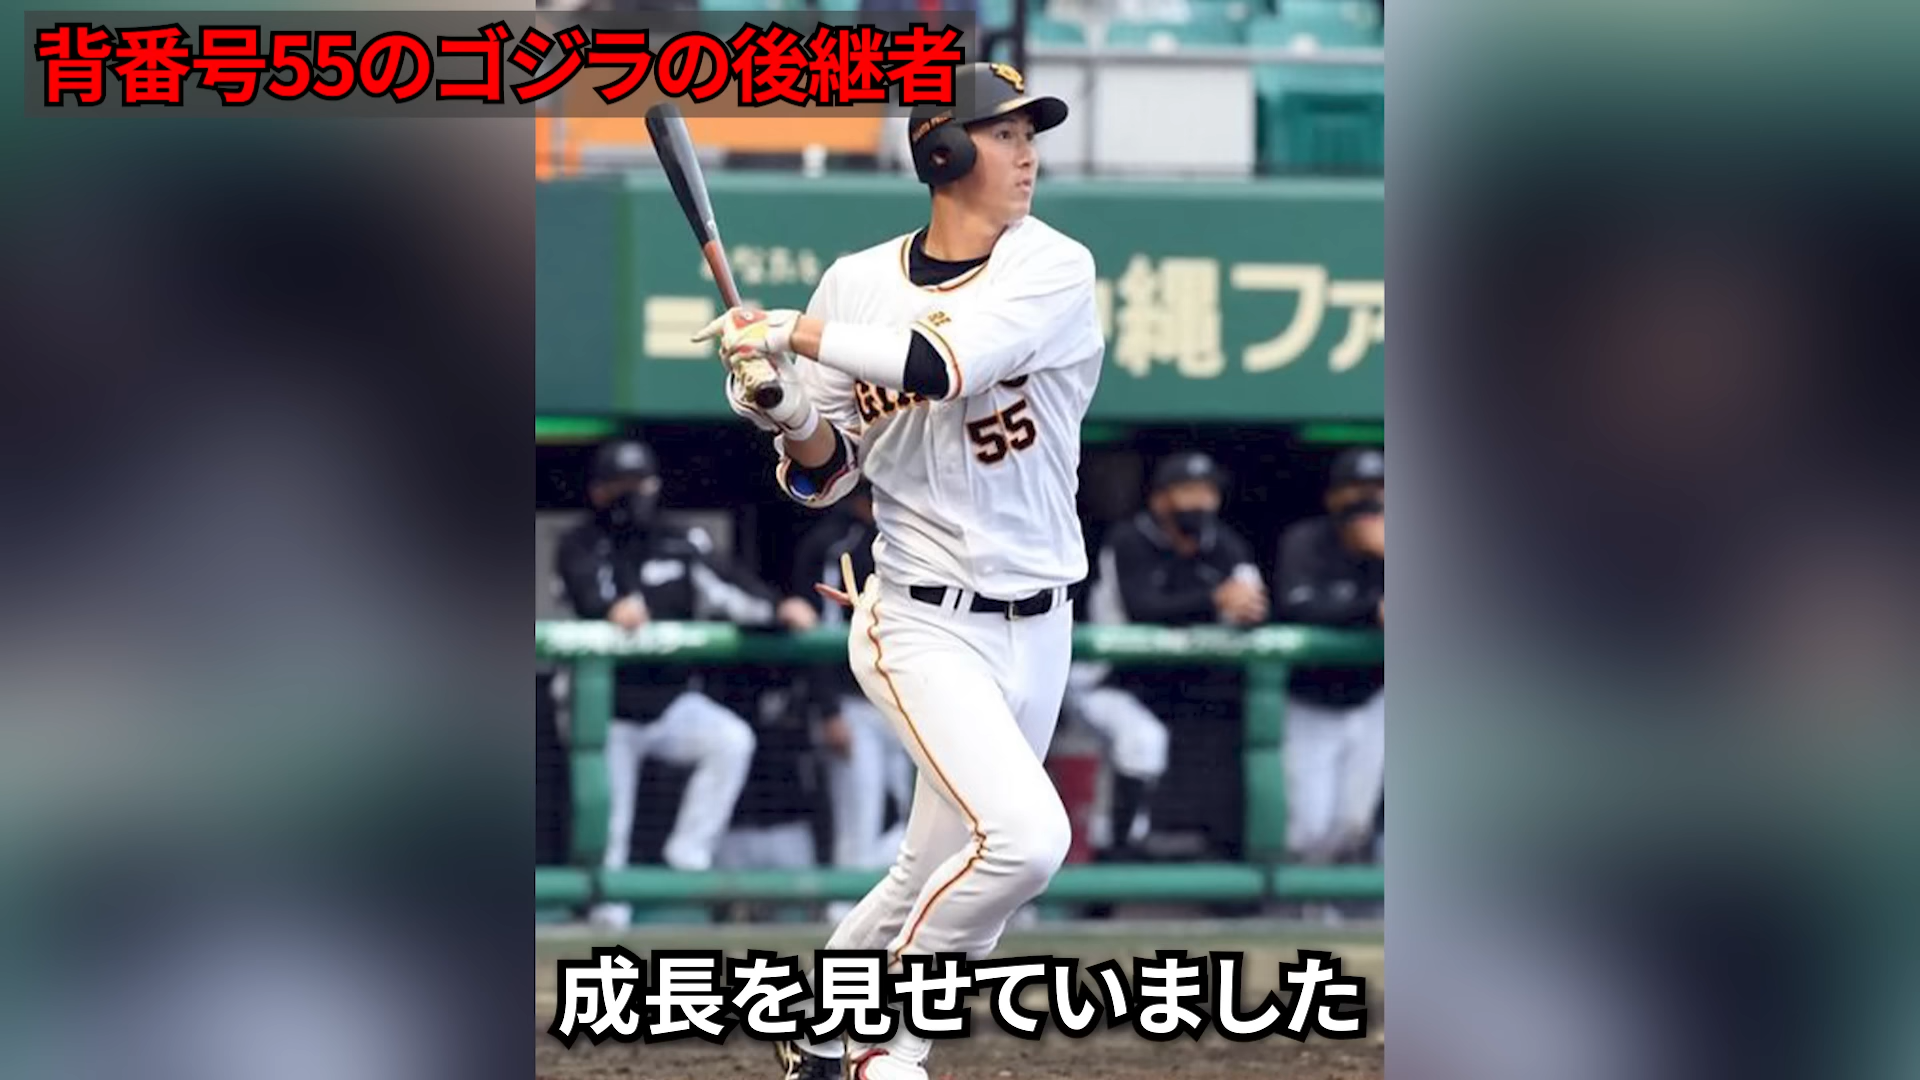 背番号55のゴジラの後継者
沖縄ファ
55
成長を見せていました